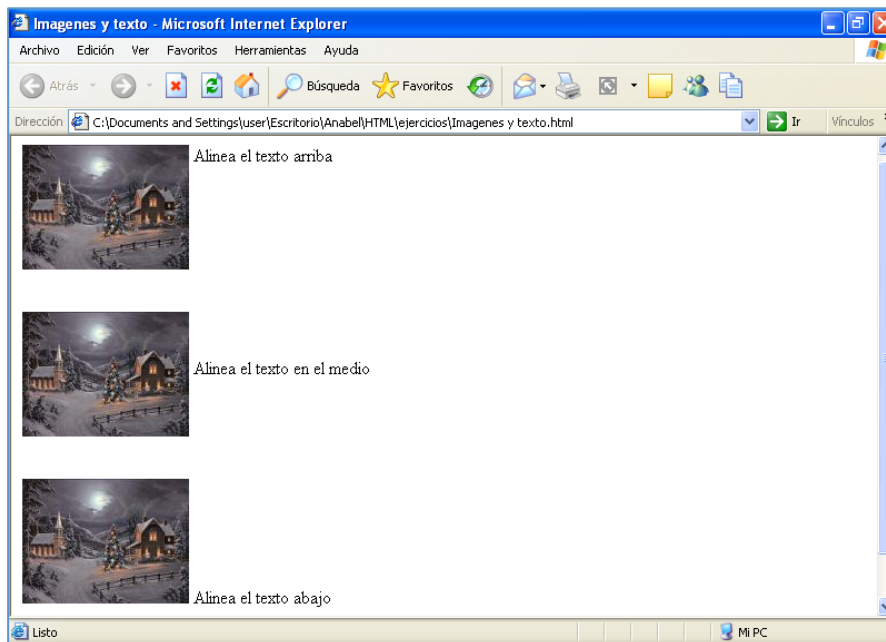 Imagenes y texto - Microsoft Internet Explorer
Archivo Edición Ver Favoritos Herramientas Ayuda
Atrás Búsqueda Favoritos
Dirección C:\Documents and Settings\user\Escritorio\Anabel\HTML\ejercicios\Imagenes y texto.html Ir Vínculos
Alinea el texto arriba
Alinea el texto en el medio
Alinea el texto abajo
Listo Mi PC